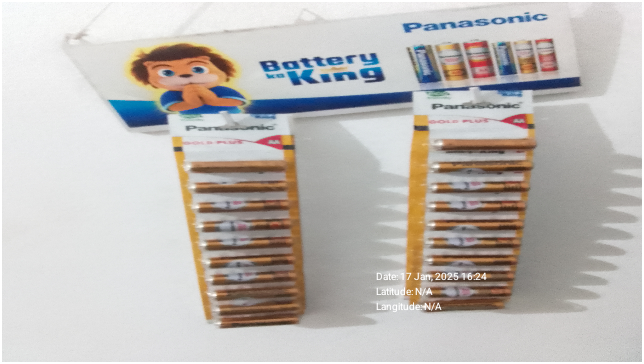 Panasonic
Battery
ka King
Panasonic
GOLD PLUS AA
Panasonic
GOLD PLUS AA
Date:17 Jan, 2025 16:24
Latitude:N/A
Langitude:N/A